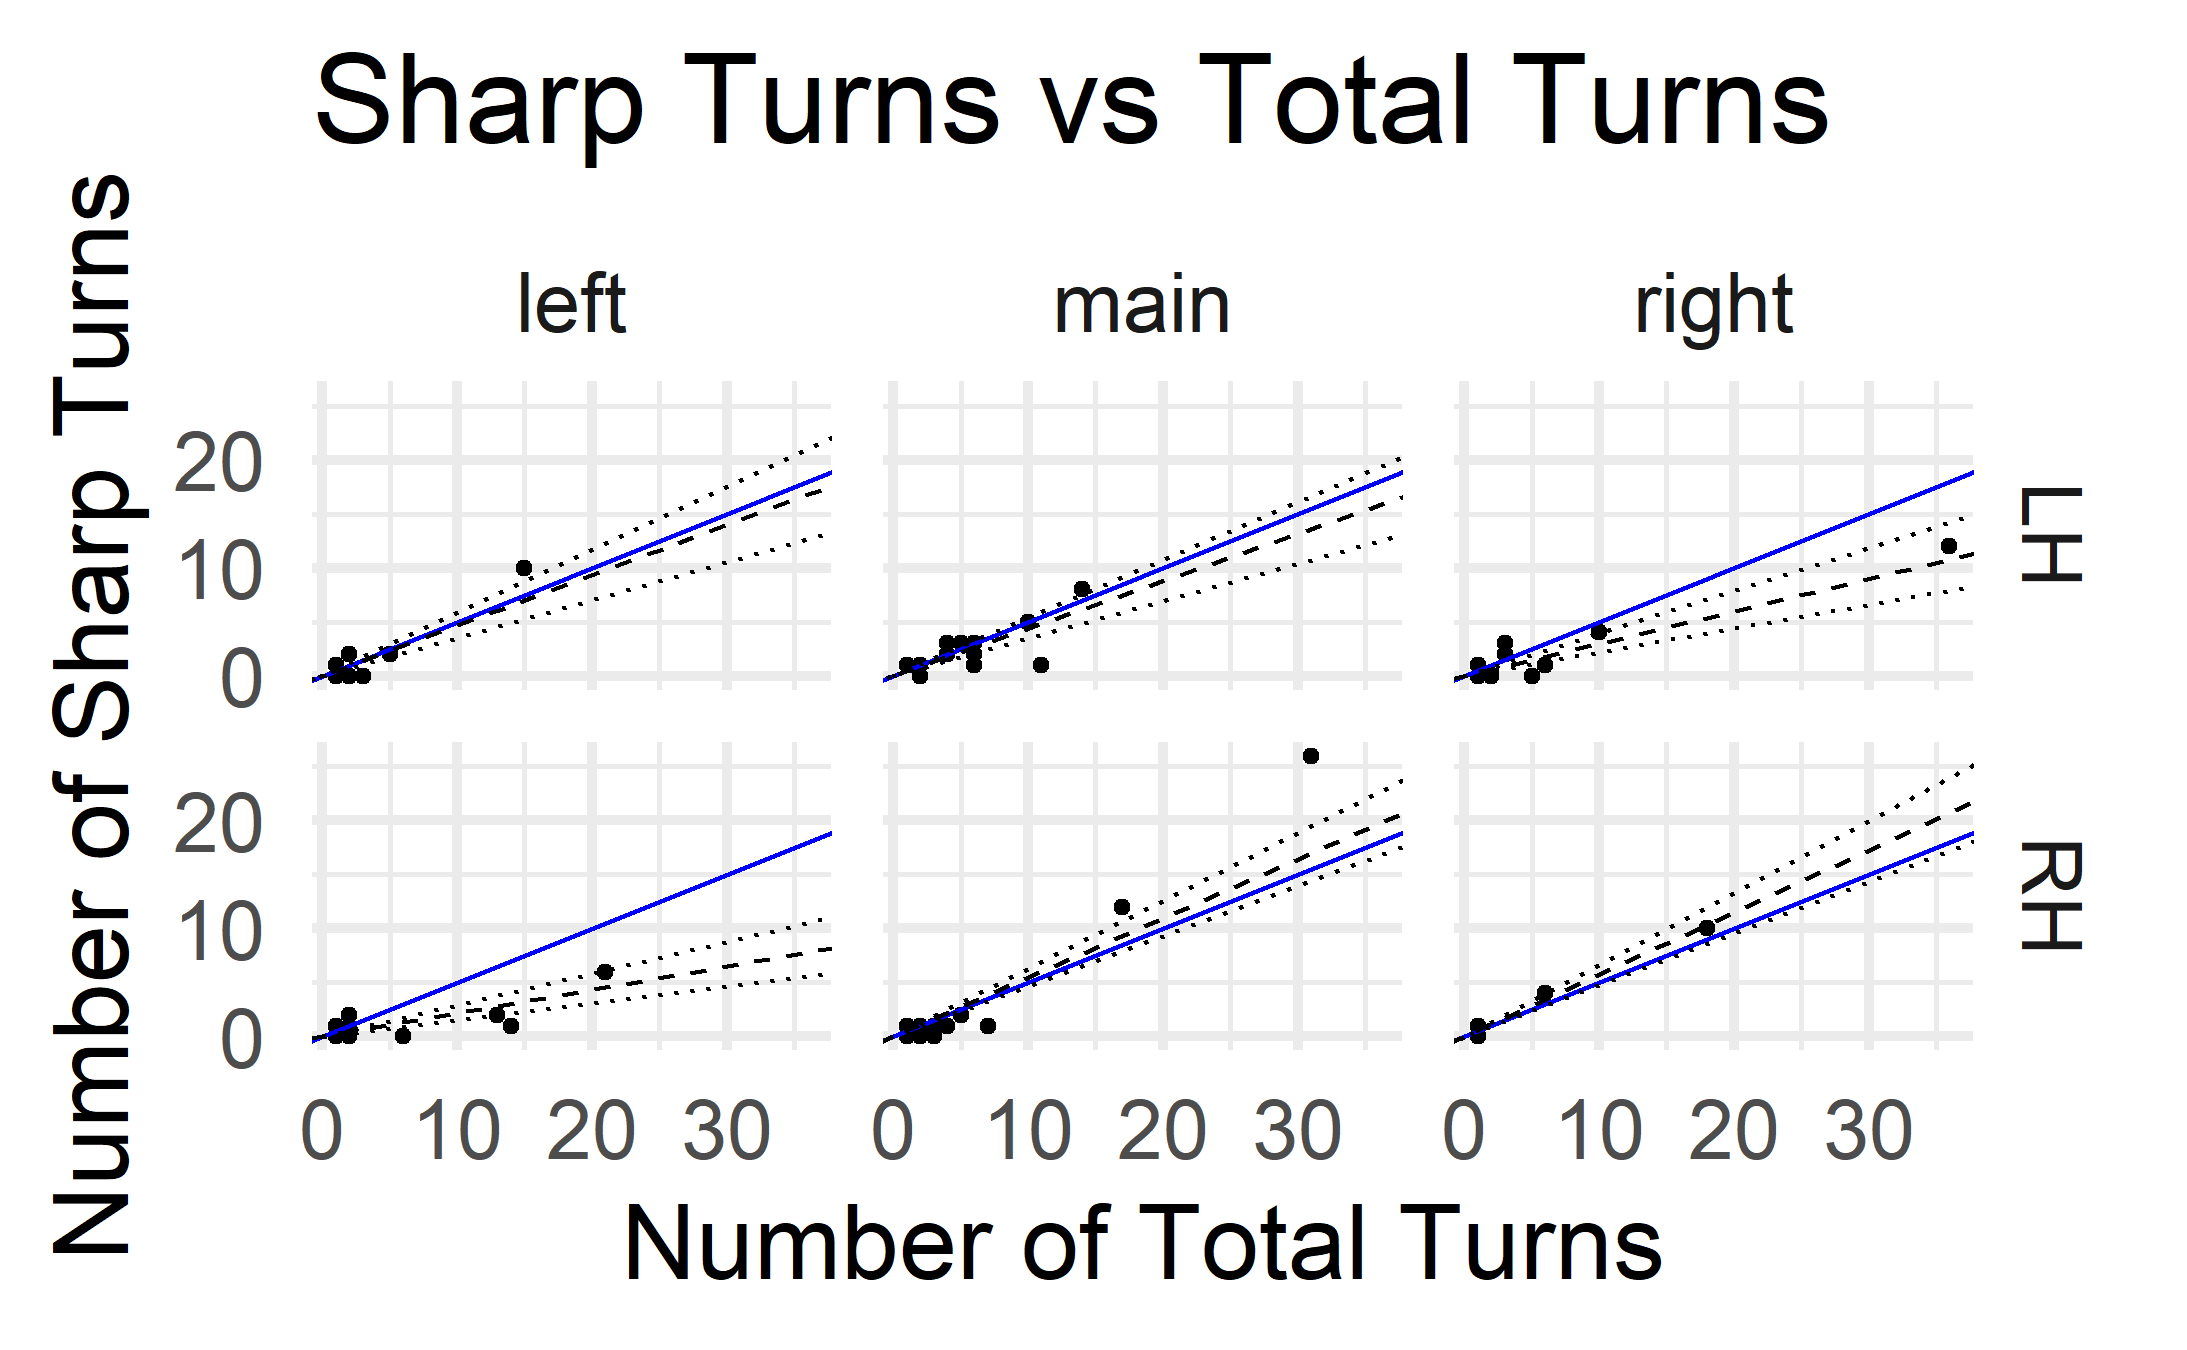 Sharp Turns vs Total Turns
Number of Sharp Turns
left main right
20
10
0
LH
20
10
0
RH
0 10 20 30 0 10 20 30 0 10 20 30
Number of Total Turns